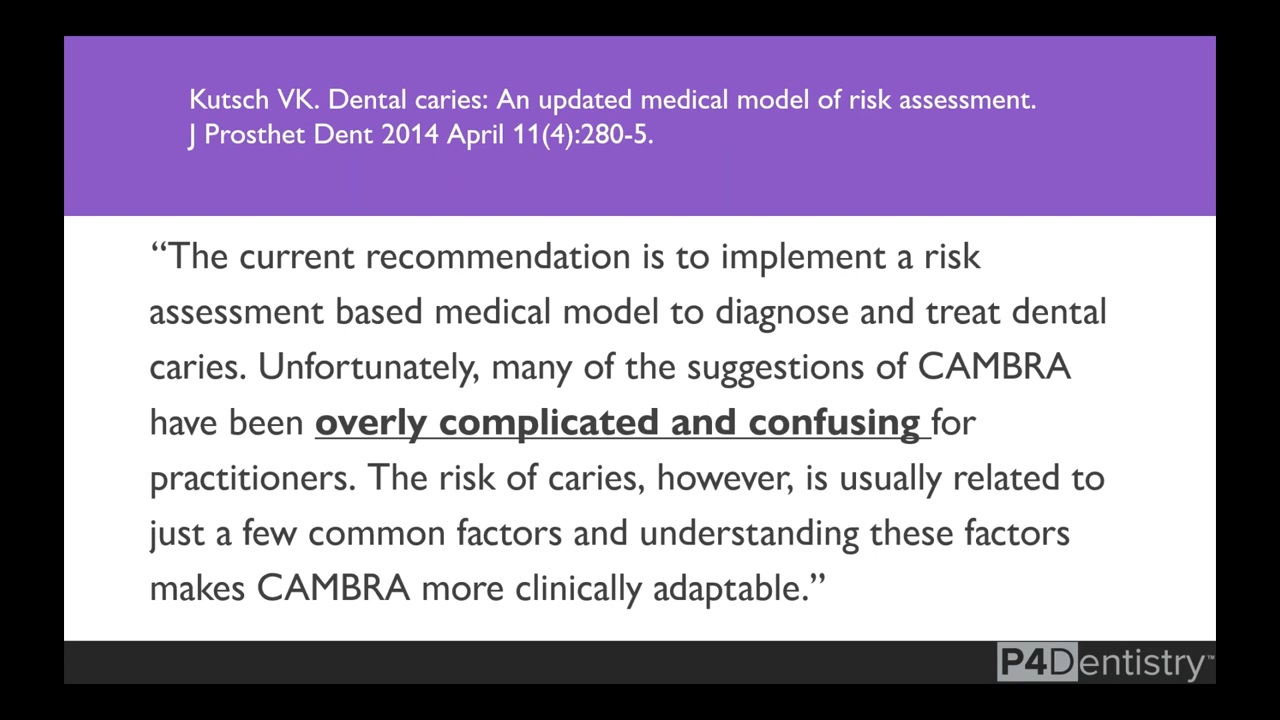 Kutsch VK. Dental caries: An updated medical model of risk assessment.
J Prosthet Dent 2014 April 11(4):280-5.
“The current recommendation is to implement a risk
assessment based medical model to diagnose and treat dental
caries. Unfortunately, many of the suggestions of CAMBRA
have been overly complicated and confusing for
practitioners. The risk of caries, however, is usually related to
just a few common factors and understanding these factors
makes CAMBRA more clinically adaptable.”
P4Dentistry™